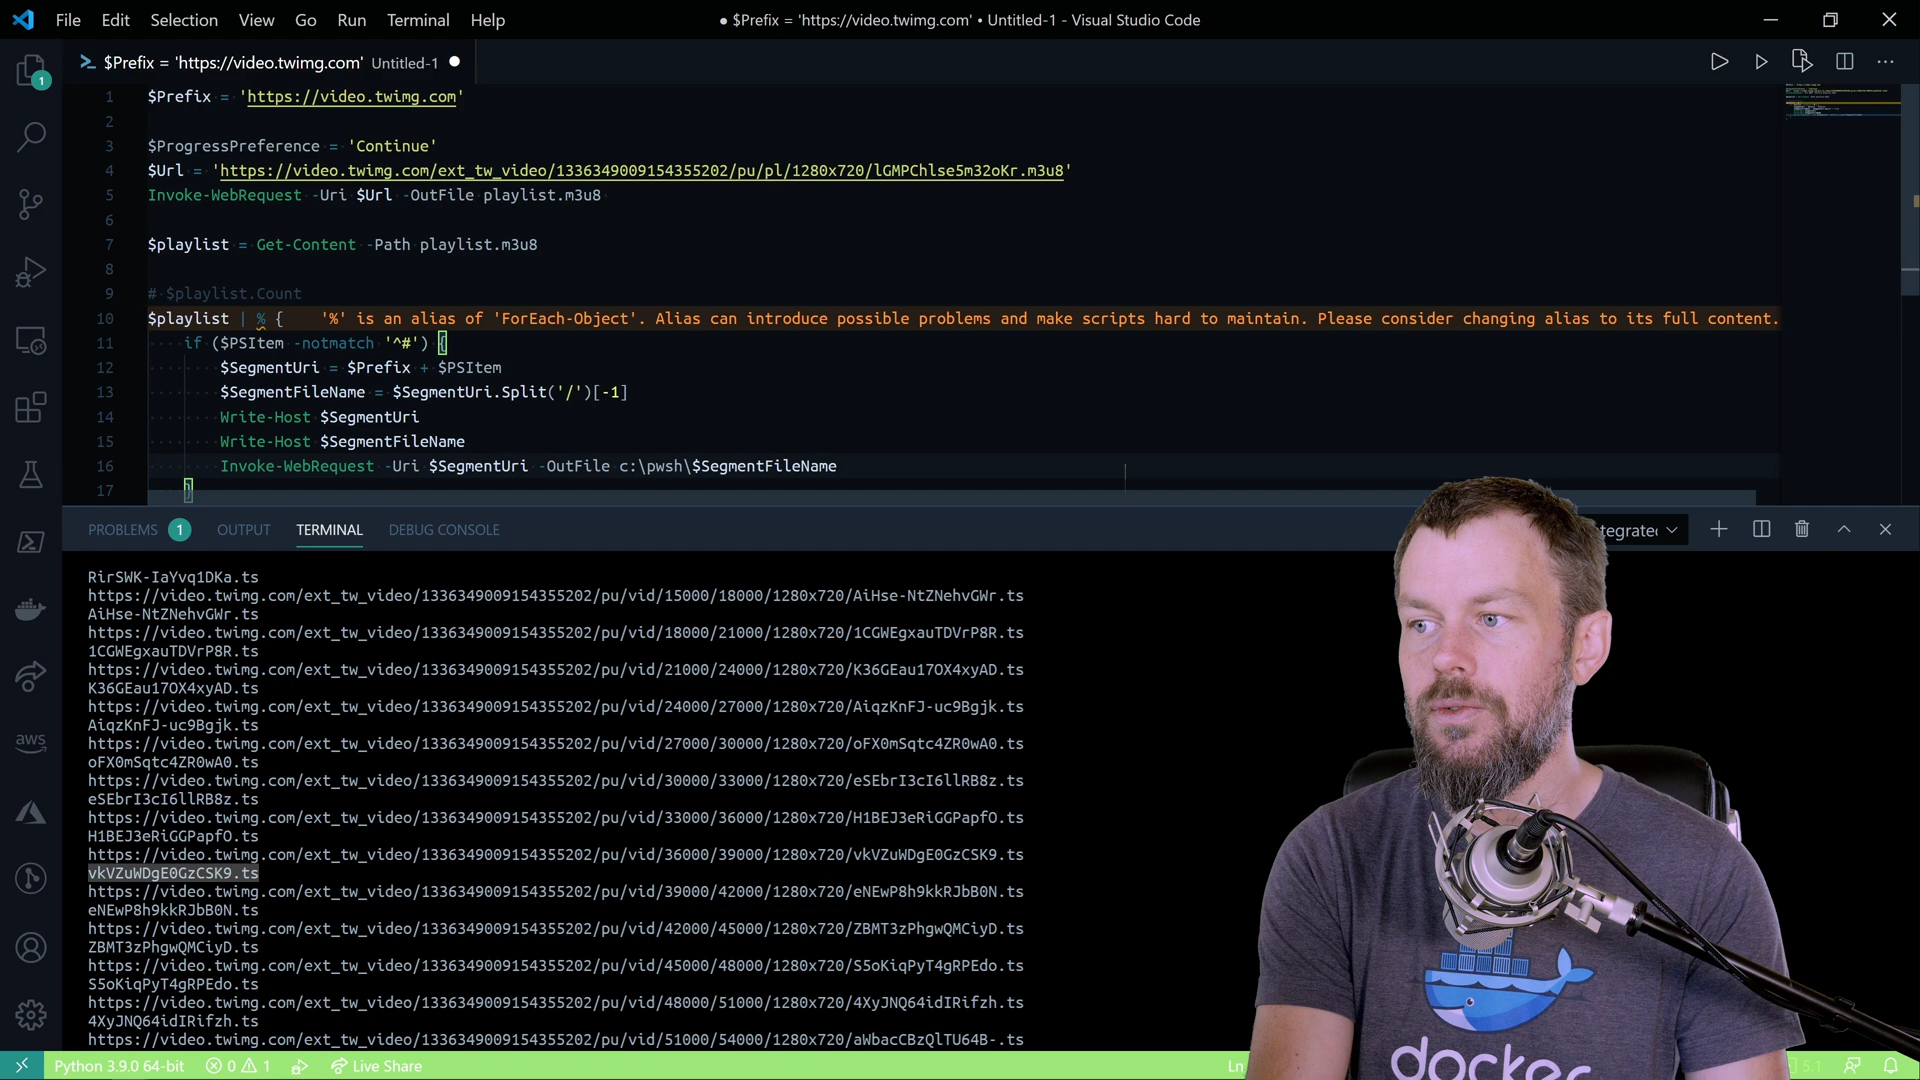 File Edit Selection View Go Run Terminal Help
● $Prefix = 'https://video.twimg.com' • Untitled-1 - Visual Studio Code
1
$Prefix = 'https://video.twimg.com' Untitled-1
1 $Prefix = 'https://video.twimg.com'
2
3 $ProgressPreference = 'Continue'
4 $Url = 'https://video.twimg.com/ext_tw_video/1336349009154355202/pu/pl/1280x720/lGMPChlse5m32oKr.m3u8'
5 Invoke-WebRequest -Uri $Url -OutFile playlist.m3u8
6
7 $playlist = Get-Content -Path playlist.m3u8
8
9 # $playlist.Count
10 $playlist | % { '%' is an alias of 'ForEach-Object'. Alias can introduce possible problems and make scripts hard to maintain. Please consider changing alias to its full content.
11 if ($PSItem -notmatch '^#') {
12 $SegmentUri = $Prefix + $PSItem
13 $SegmentFileName = $SegmentUri.Split('/')[-1]
14 Write-Host $SegmentUri
15 Write-Host $SegmentFileName
16 Invoke-WebRequest -Uri $SegmentUri -OutFile c:\pwsh\$SegmentFileName
17 }
PROBLEMS 1 OUTPUT TERMINAL DEBUG CONSOLE
RirSWK-IaYvq1DKa.ts
https://video.twimg.com/ext_tw_video/1336349009154355202/pu/vid/15000/18000/1280x720/AiHse-NtZNehvGWr.ts
AiHse-NtZNehvGWr.ts
https://video.twimg.com/ext_tw_video/1336349009154355202/pu/vid/18000/21000/1280x720/1CGWEgxauTDVrP8R.ts
1CGWEgxauTDVrP8R.ts
https://video.twimg.com/ext_tw_video/1336349009154355202/pu/vid/21000/24000/1280x720/K36GEau17OX4xyAD.ts
K36GEau17OX4xyAD.ts
https://video.twimg.com/ext_tw_video/1336349009154355202/pu/vid/24000/27000/1280x720/AiqzKnFJ-uc9Bgjk.ts
AiqzKnFJ-uc9Bgjk.ts
https://video.twimg.com/ext_tw_video/1336349009154355202/pu/vid/27000/30000/1280x720/oFX0mSqtc4ZR0wA0.ts
oFX0mSqtc4ZR0wA0.ts
https://video.twimg.com/ext_tw_video/1336349009154355202/pu/vid/30000/33000/1280x720/eSEbrI3cI6llRB8z.ts
eSEbrI3cI6llRB8z.ts
https://video.twimg.com/ext_tw_video/1336349009154355202/pu/vid/33000/36000/1280x720/H1BEJ3eRiGGPapfO.ts
H1BEJ3eRiGGPapfO.ts
https://video.twimg.com/ext_tw_video/1336349009154355202/pu/vid/36000/39000/1280x720/vkVZuWDgE0GzCSK9.ts
vkVZuWDgE0GzCSK9.ts
https://video.twimg.com/ext_tw_video/1336349009154355202/pu/vid/39000/42000/1280x720/eNEwP8h9kkRJbB0N.ts
eNEwP8h9kkRJbB0N.ts
https://video.twimg.com/ext_tw_video/1336349009154355202/pu/vid/42000/45000/1280x720/ZBMT3zPhgwQMCiyD.ts
ZBMT3zPhgwQMCiyD.ts
https://video.twimg.com/ext_tw_video/1336349009154355202/pu/vid/45000/48000/1280x720/S5oKiqPyT4gRPEdo.ts
S5oKiqPyT4gRPEdo.ts
https://video.twimg.com/ext_tw_video/1336349009154355202/pu/vid/48000/51000/1280x720/4XyJNQ64idIRifzh.ts
4XyJNQ64idIRifzh.ts
https://video.twimg.com/ext_tw_video/1336349009154355202/pu/vid/51000/54000/1280x720/aWbacCBzQlTU64B-.ts
aws
docker
Python 3.9.0 64-bit 0 1 Live Share Ln 5.1